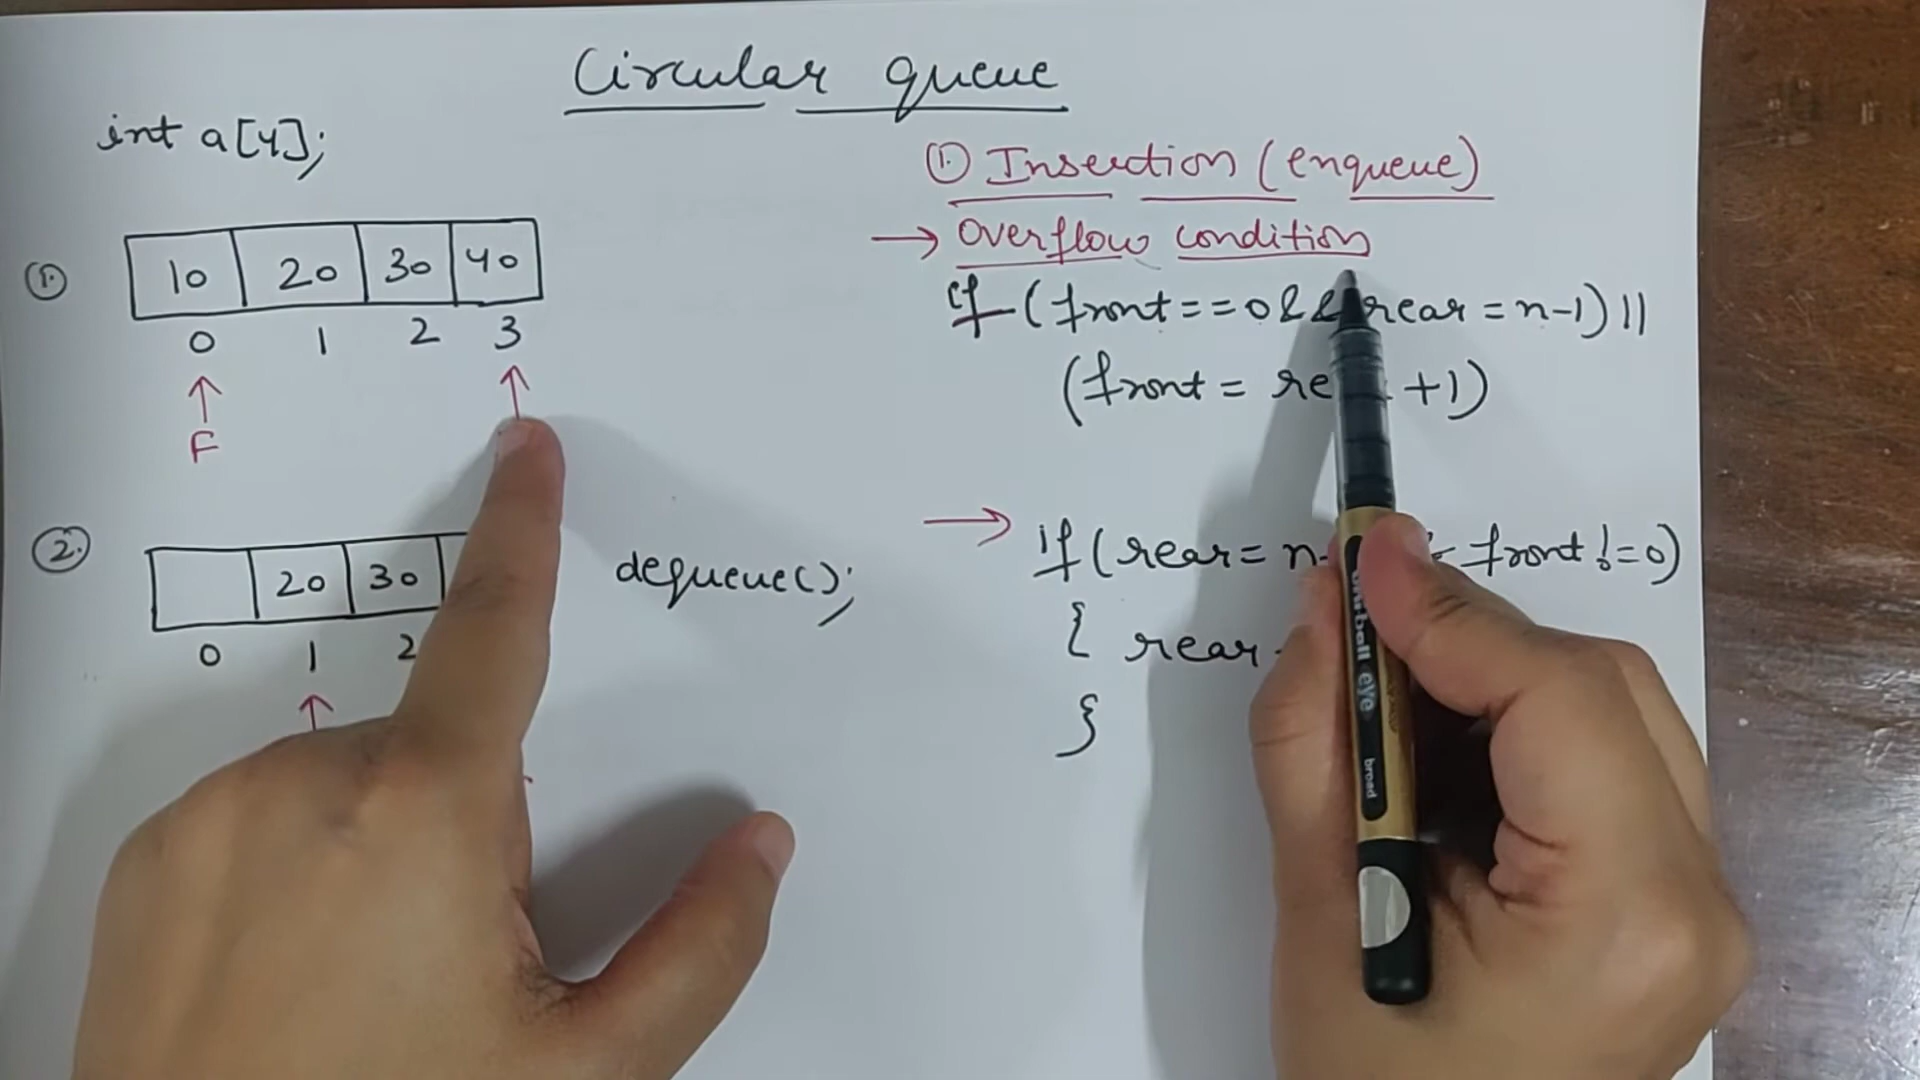 Circular queue
int a[4];
① Insertion (enqueue)
→ Overflow condition
if (front==0 && rear=n-1) ||
(front = re +1)
①. 10 20 30 40
0 1 2 3
F
②. 20 30
0 1 2
dequeue();
→ if (rear= n- front!=0)
{ rear
}
eye
broad